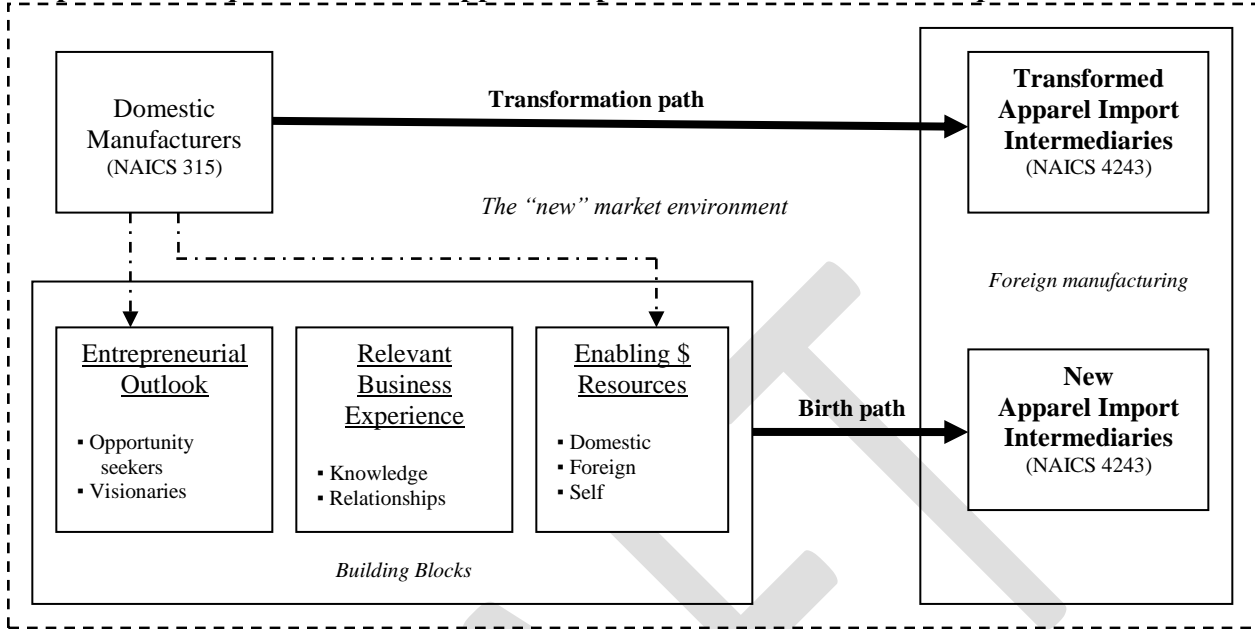 Domestic
Manufacturers
(NAICS 315)
Transformation path
Transformed
Apparel Import
Intermediaries
(NAICS 4243)
The “new” market environment
Foreign manufacturing
Entrepreneurial
Outlook
▪ Opportunity
seekers
▪ Visionaries
Relevant
Business
Experience
▪ Knowledge
▪ Relationships
Enabling $
Resources
▪ Domestic
▪ Foreign
▪ Self
Birth path
New
Apparel Import
Intermediaries
(NAICS 4243)
Building Blocks